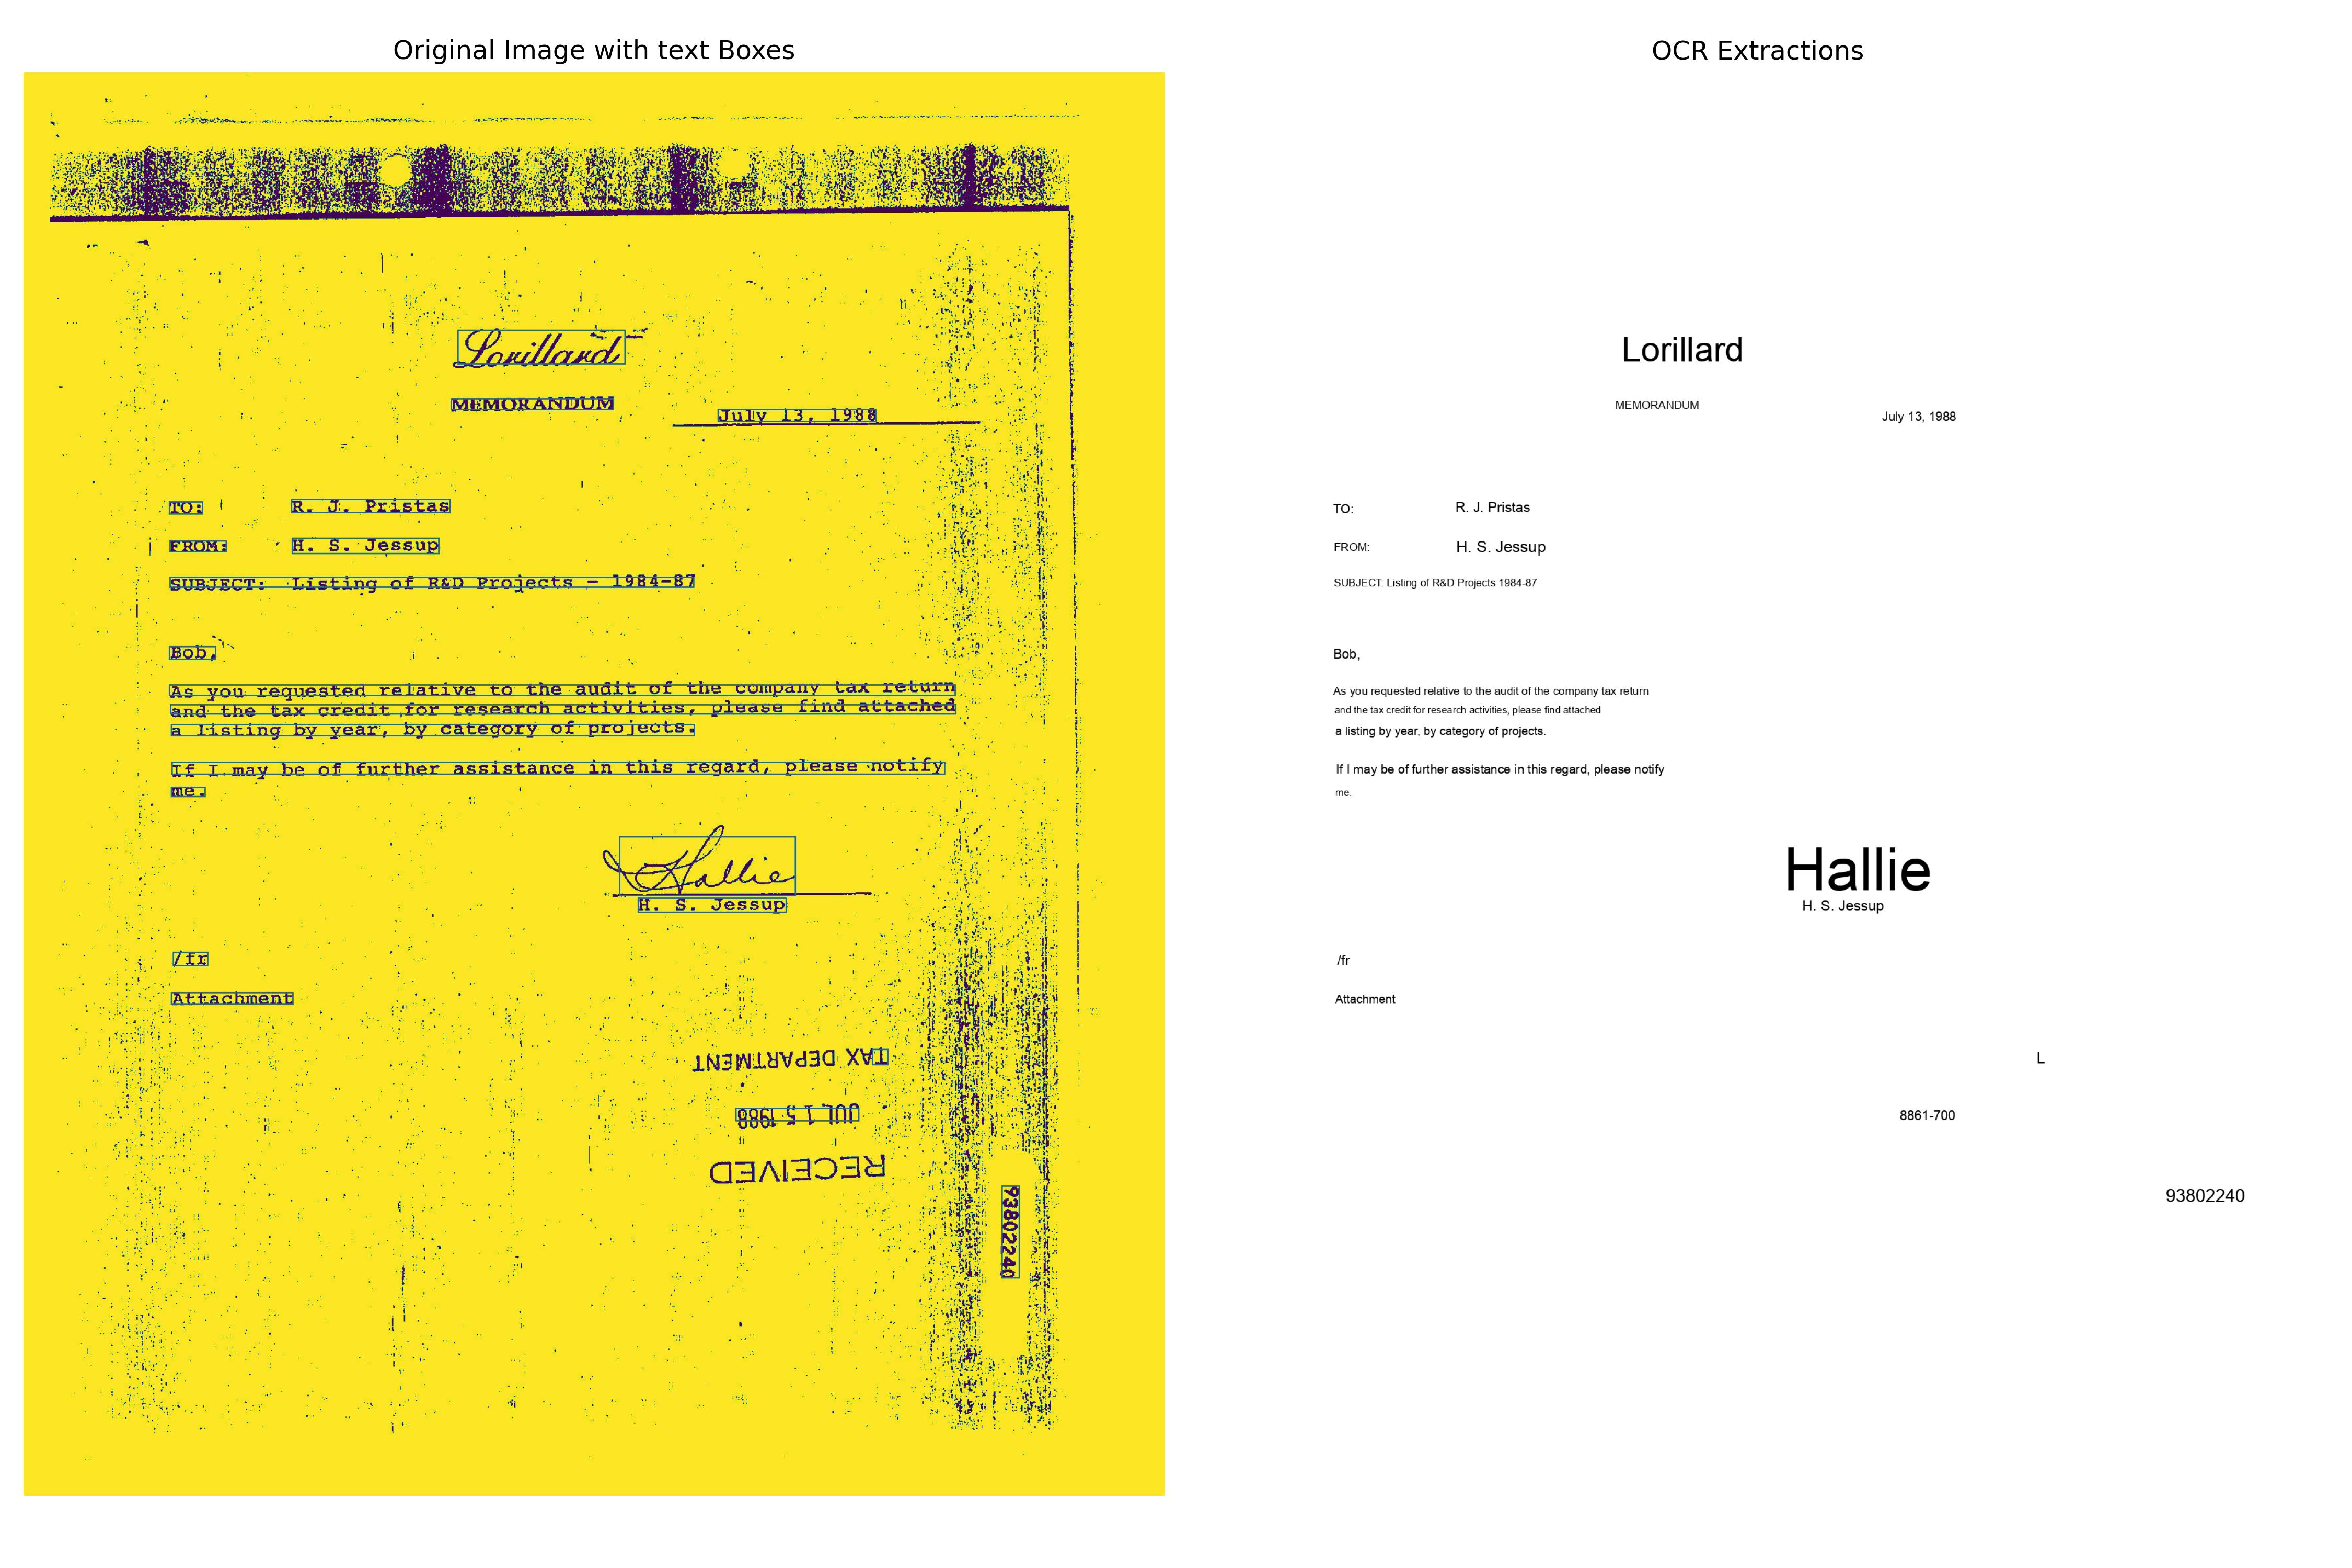 Original Image with text Boxes
Lorillard
MEMORANDUM
July 13, 1988
TO: R. J. Pristas
FROM: H. S. Jessup
SUBJECT: Listing of R&D Projects - 1984-87
Bob,
As you requested relative to the audit of the company tax return
and the tax credit for research activities, please find attached
a listing by year, by category of projects.
If I may be of further assistance in this regard, please notify
me.
Hallie
H. S. Jessup
/fr
Attachment
TAX DEPARTMENT
JUL 15 1988
RECEIVED
93802240
OCR Extractions
Lorillard
MEMORANDUM
July 13, 1988
TO: R. J. Pristas
FROM: H. S. Jessup
SUBJECT: Listing of R&D Projects 1984-87
Bob,
As you requested relative to the audit of the company tax return
and the tax credit for research activities, please find attached
a listing by year, by category of projects.
If I may be of further assistance in this regard, please notify
me.
Hallie
H. S. Jessup
/fr
Attachment
L
8861-700
93802240